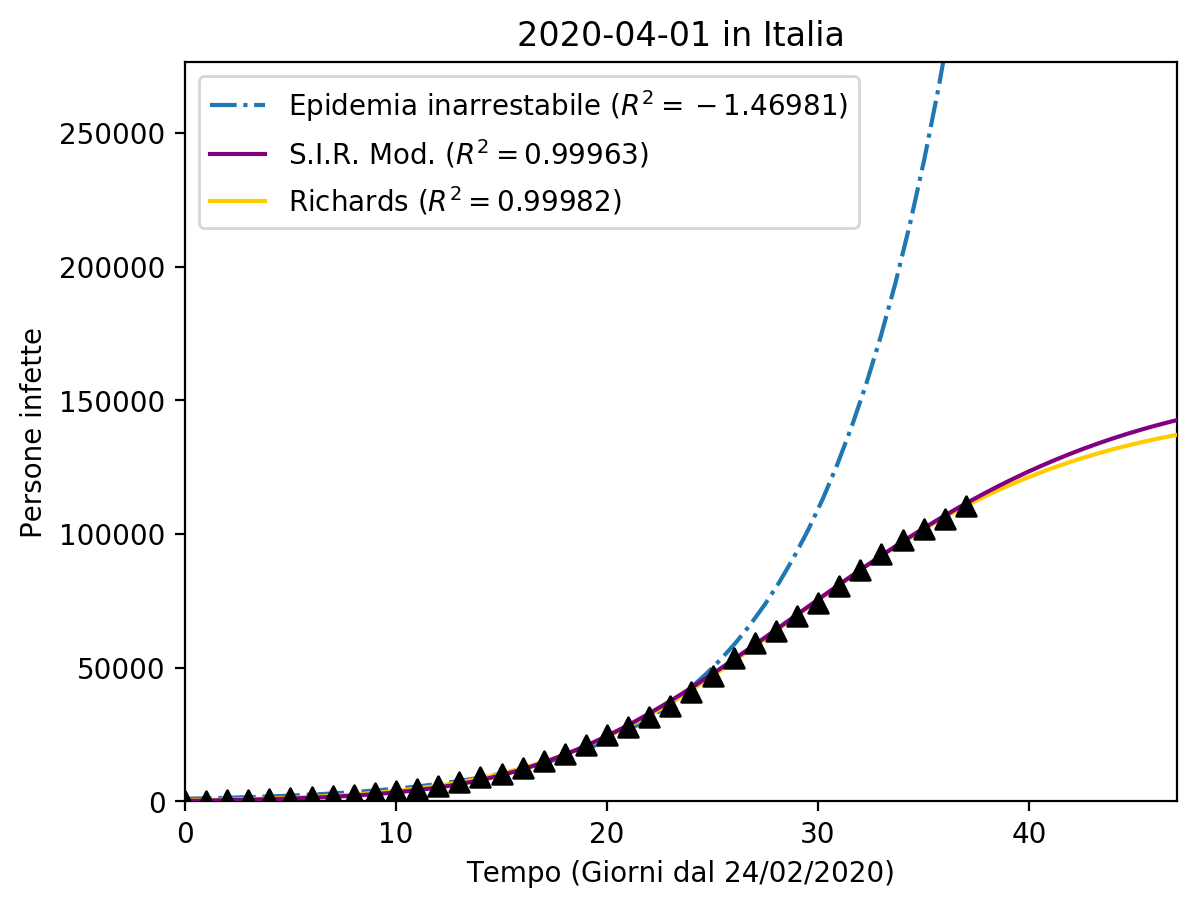 2020-04-01 in Italia
Epidemia inarrestabile (R² = −1.46981)
S.I.R. Mod. (R² = 0.99963)
Richards (R² = 0.99982)
Persone infette
250000
200000
150000
100000
50000
0
0 10 20 30 40
Tempo (Giorni dal 24/02/2020)